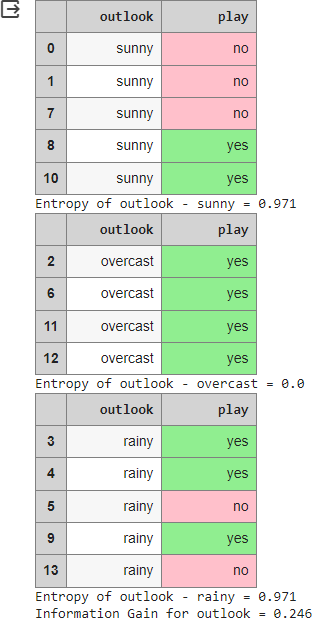 outlook play
0 sunny no
1 sunny no
7 sunny no
8 sunny yes
10 sunny yes
Entropy of outlook - sunny = 0.971
outlook play
2 overcast yes
6 overcast yes
11 overcast yes
12 overcast yes
Entropy of outlook - overcast = 0.0
outlook play
3 rainy yes
4 rainy yes
5 rainy no
9 rainy yes
13 rainy no
Entropy of outlook - rainy = 0.971
Information Gain for outlook = 0.246